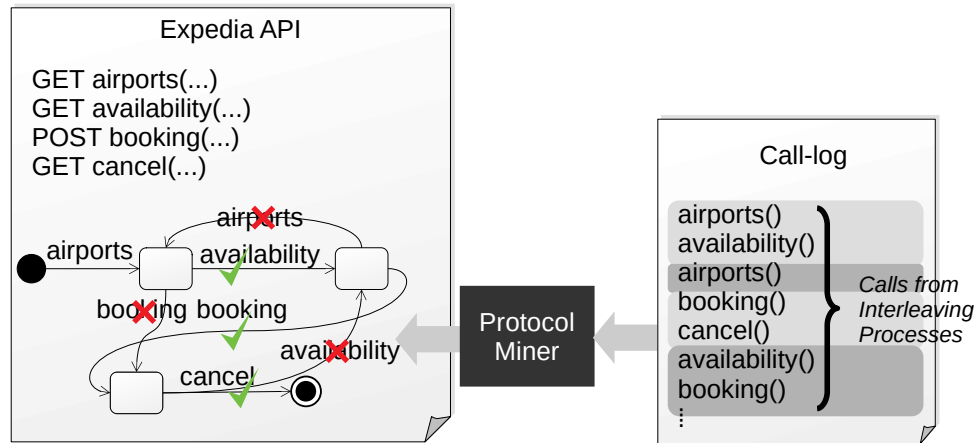 Expedia API
GET airports(...)
GET availability(...)
POST booking(...)
GET cancel(...)
airports
airports
availability
booking
booking
availability
cancel
Protocol
Miner
Call-log
airports()
availability()
airports()
booking()
cancel()
availability()
booking()
Calls from
Interleaving
Processes